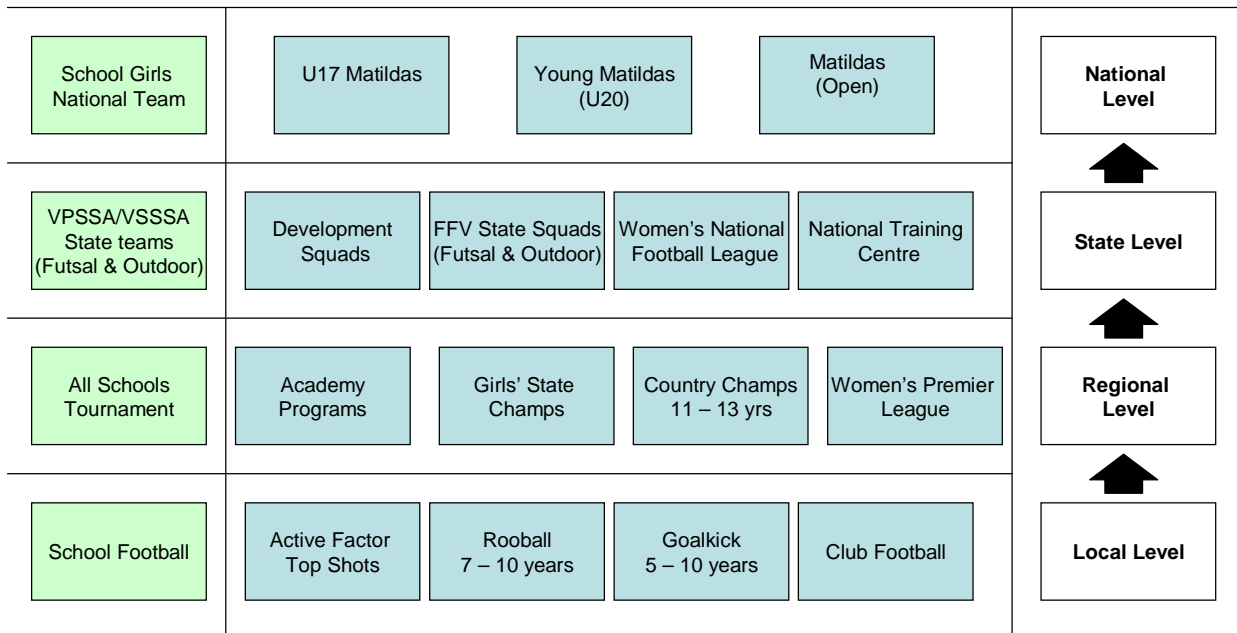 School Girls
National Team
U17 Matildas
Young Matildas
(U20)
Matildas
(Open)
National
Level
VPSSA/VSSSA
State teams
(Futsal & Outdoor)
Development
Squads
FFV State Squads
(Futsal & Outdoor)
Women’s National
Football League
National Training
Centre
State Level
All Schools
Tournament
Academy
Programs
Girls’ State
Champs
Country Champs
11 – 13 yrs
Women’s Premier
League
Regional
Level
School Football
Active Factor
Top Shots
Rooball
7 – 10 years
Goalkick
5 – 10 years
Club Football
Local Level